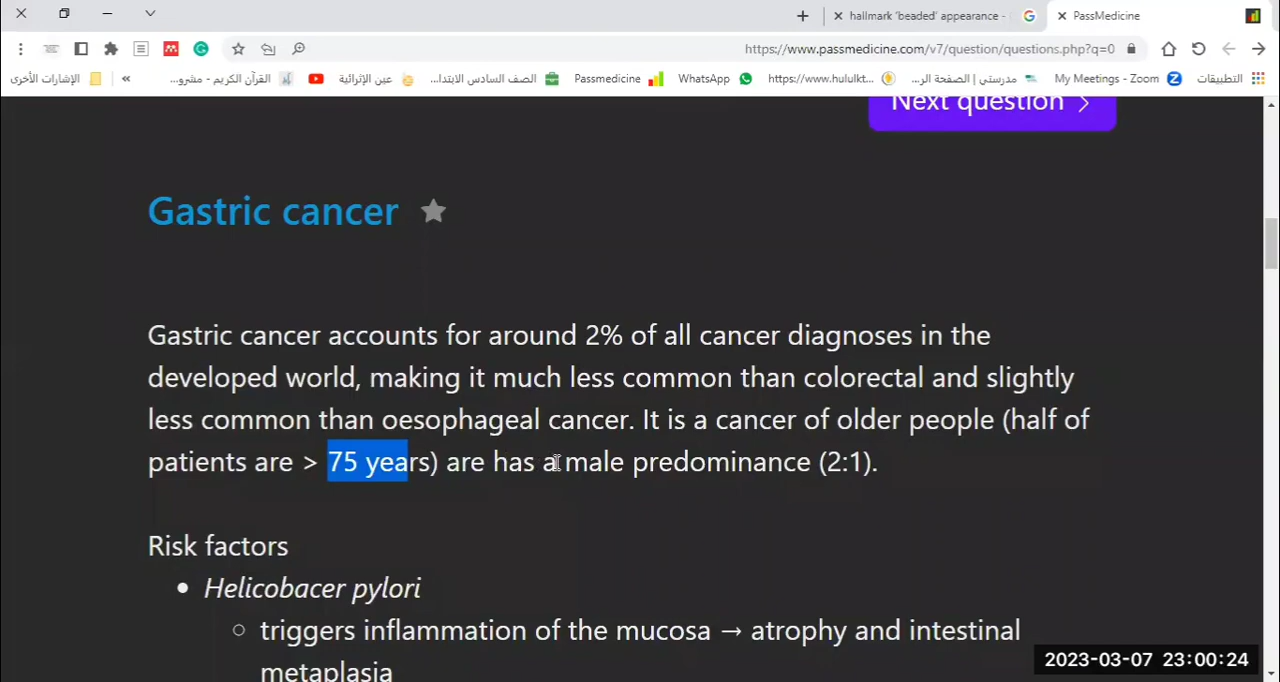 hallmark 'beaded' appearance -
PassMedicine
https://www.passmedicine.com/v7/question/questions.php?q=0
الإشارات الأخرى
»
القرآن الكريم - مشرو...
عين الإثرائية
الصف السادس الابتدا...
Passmedicine
WhatsApp
https://www.hululkt...
مدرستي | الصفحة الر...
My Meetings - Zoom
التطبيقات
Next question >
Gastric cancer
Gastric cancer accounts for around 2% of all cancer diagnoses in the
developed world, making it much less common than colorectal and slightly
less common than oesophageal cancer. It is a cancer of older people (half of
patients are > 75 years) are has a male predominance (2:1).
Risk factors
• Helicobacer pylori
○ triggers inflammation of the mucosa → atrophy and intestinal
metaplasia
2023-03-07 23:00:24